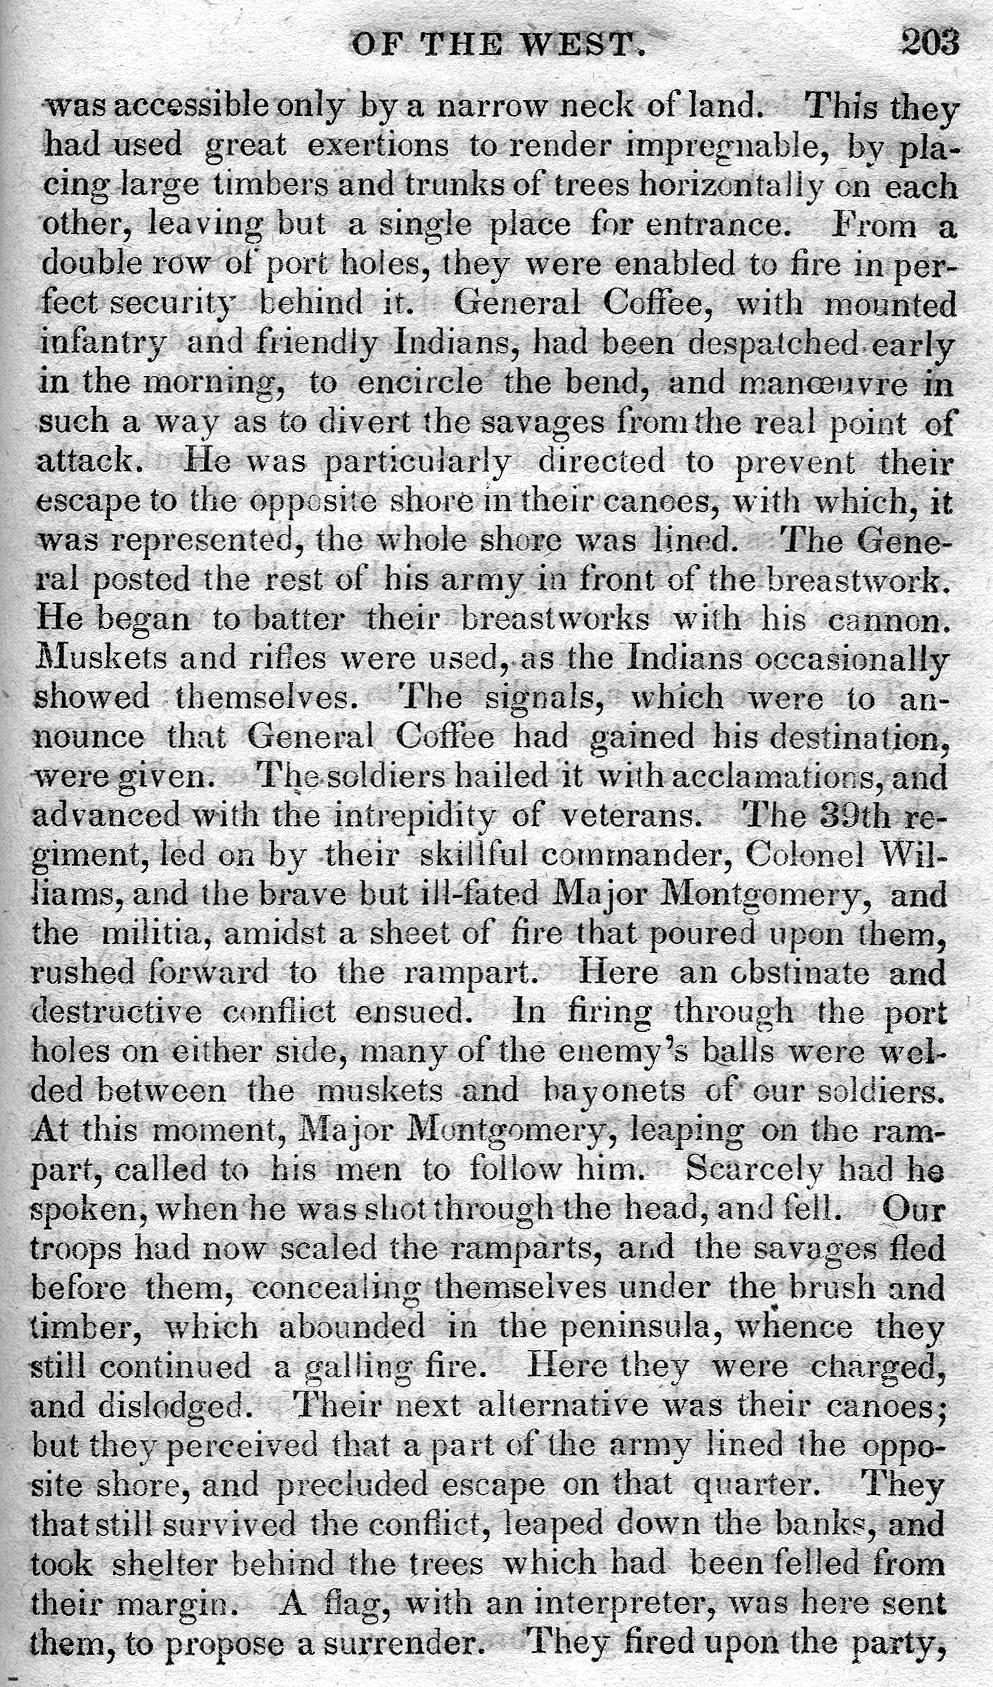 OF THE WEST. 203
was accessible only by a narrow neck of land. This they
had used great exertions to render impregnable, by pla-
cing large timbers and trunks of trees horizontally on each
other, leaving but a single place for entrance. From a
double row of port holes, they were enabled to fire in per-
fect security behind it. General Coffee, with mounted
infantry and friendly Indians, had been despatched early
in the morning, to encircle the bend, and manœuvre in
such a way as to divert the savages from the real point of
attack. He was particularly directed to prevent their
escape to the opposite shore in their canoes, with which, it
was represented, the whole shore was lined. The Gene-
ral posted the rest of his army in front of the breastwork.
He began to batter their breastworks with his cannon.
Muskets and rifles were used, as the Indians occasionally
showed themselves. The signals, which were to an-
nounce that General Coffee had gained his destination,
were given. The soldiers hailed it with acclamations, and
advanced with the intrepidity of veterans. The 39th re-
giment, led on by their skillful commander, Colonel Wil-
liams, and the brave but ill-fated Major Montgomery, and
the militia, amidst a sheet of fire that poured upon them,
rushed forward to the rampart. Here an obstinate and
destructive conflict ensued. In firing through the port
holes on either side, many of the enemy's balls were wel-
ded between the muskets and bayonets of our soldiers.
At this moment, Major Montgomery, leaping on the ram-
part, called to his men to follow him. Scarcely had he
spoken, when he was shot through the head, and fell. Our
troops had now scaled the ramparts, and the savages fled
before them, concealing themselves under the brush and
timber, which abounded in the peninsula, whence they
still continued a galling fire. Here they were charged,
and dislodged. Their next alternative was their canoes;
but they perceived that a part of the army lined the oppo-
site shore, and precluded escape on that quarter. They
that still survived the conflict, leaped down the banks, and
took shelter behind the trees which had been felled from
their margin. A flag, with an interpreter, was here sent
them, to propose a surrender. They fired upon the party,